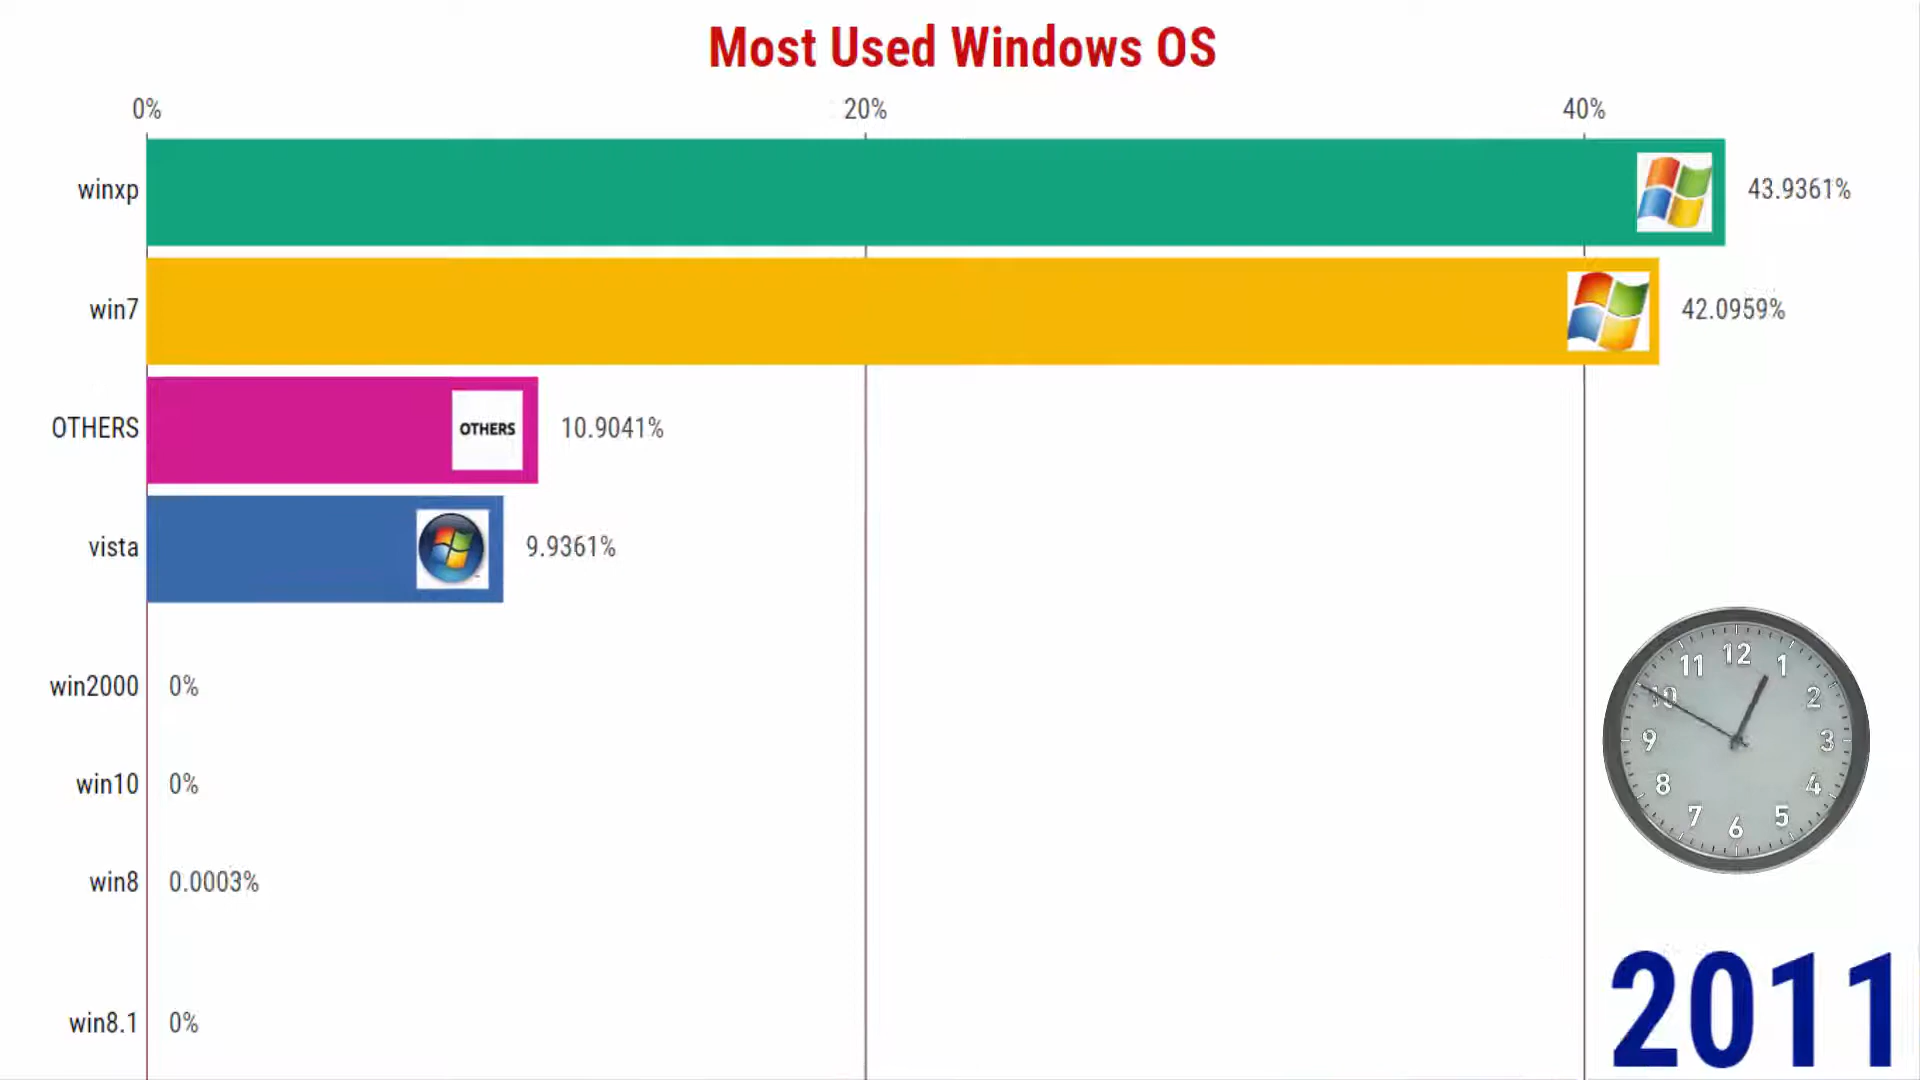 Most Used Windows OS
0% 20% 40%
winxp 43.9361%
win7 42.0959%
OTHERS OTHERS 10.9041%
vista 9.9361%
win2000 0%
win10 0%
win8 0.0003%
win8.1 0%
12
11 1
10 2
9 3
8 4
7 5
6
2011